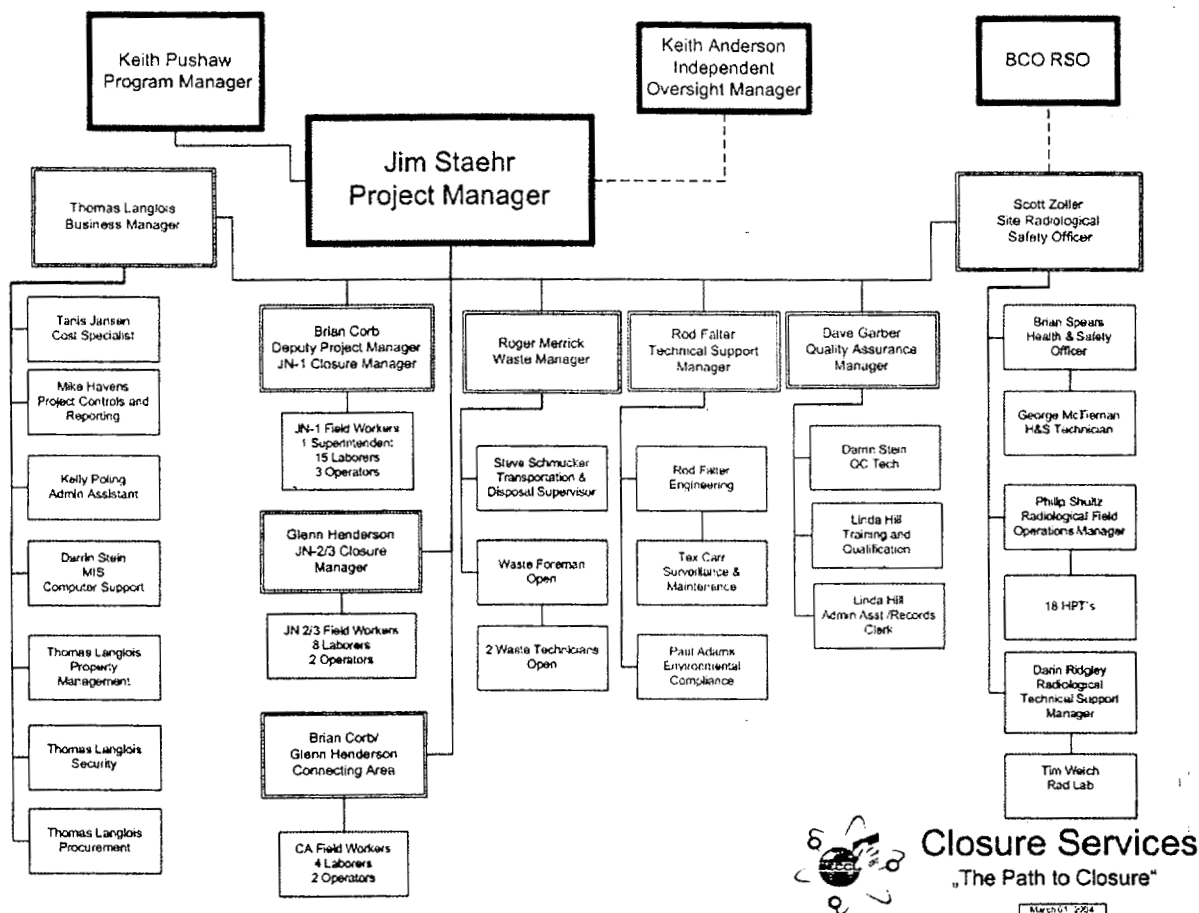 Keith Pushaw
Program Manager
Keith Anderson
Independent
Oversight Manager
BCO RSO
Jim Staehr
Project Manager
Thomas Langlois
Business Manager
Scott Zoller
Site Radiological
Safety Officer
Tanis Jansen
Cost Specialist
Mike Havens
Project Controls and
Reporting
Kelly Poling
Admin Assistant
Darrin Stein
MIS
Computer Support
Thomas Langlois
Property
Management
Thomas Langlois
Security
Thomas Langlois
Procurement
Brian Corb
Deputy Project Manager
JN-1 Closure Manager
JN-1 Field Workers
1 Superintendent
15 Laborers
3 Operators
Glenn Henderson
JN-2/3 Closure
Manager
JN 2/3 Field Workers
8 Laborers
2 Operators
Brian Corb/
Glenn Henderson
Connecting Area
CA Field Workers
4 Laborers
2 Operators
Roger Merrick
Waste Manager
Steve Schmucker
Transportation &
Disposal Supervisor
Waste Foreman
Open
2 Waste Technicians
Open
Rod Falter
Technical Support
Manager
Rod Falter
Engineering
Tex Carr
Surveillance &
Maintenance
Paul Adams
Environmental
Compliance
Dave Garber
Quality Assurance
Manager
Darrin Stein
QC Tech
Linda Hill
Training and
Qualification
Linda Hill
Admin Asst /Records
Clerk
Brian Spears
Health & Safety
Officer
George McTiernan
H&S Technician
Philip Shultz
Radiological Field
Operations Manager
18 HPT's
Darin Ridgley
Radiological
Technical Support
Manager
Tim Welch
Rad Lab
Closure Services
„The Path to Closure“
March 01, 2004